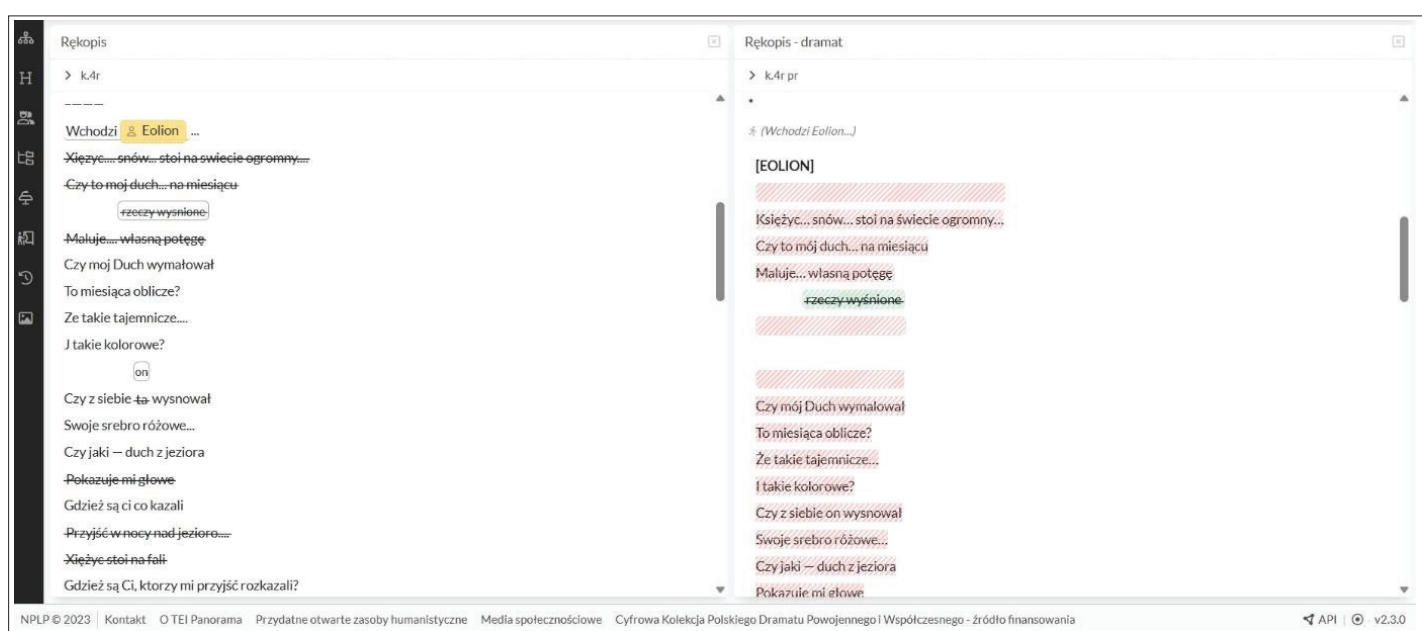 Rękopis
> k.4r
————
Wchodzi Eolion ...
Xięzyc.... snów... stoi na swiecie ogromny....
Czy to moj duch... na miesiącu
rzeczy wysnione
Maluje.... własną potęgę
Czy moj Duch wymałował
To miesiąca oblicze?
Ze takie tajemnicze....
J takie kolorowe?
on
Czy z siebie ta wysnował
Swoje srebro różowe...
Czy jaki — duch z jeziora
Pokazuje mi głowe
Gdzież są ci co kazali
Przyjść w nocy nad jezioro....
Xiężyc stoi na fali
Gdzież są Ci, ktorzy mi przyjść rozkazali?
Rękopis - dramat
> k.4r pr
•
(Wchodzi Eolion...)
[EOLION]
Księżyc... snów... stoi na świecie ogromny...
Czy to mój duch... na miesiącu
Maluje... własną potęgę
rzeczy wyśnione
Czy mój Duch wymalował
To miesiąca oblicze?
Że takie tajemnicze...
I takie kolorowe?
Czy z siebie on wysnował
Swoje srebro różowe...
Czy jaki — duch z jeziora
Pokazuje mi głowę
NPLP © 2023 | Kontakt O TEI Panorama Przydatne otwarte zasoby humanistyczne Media społecznościowe Cyfrowa Kolekcja Polskiego Dramatu Powojennego i Współczesnego - źródło finansowania API | v2.3.0